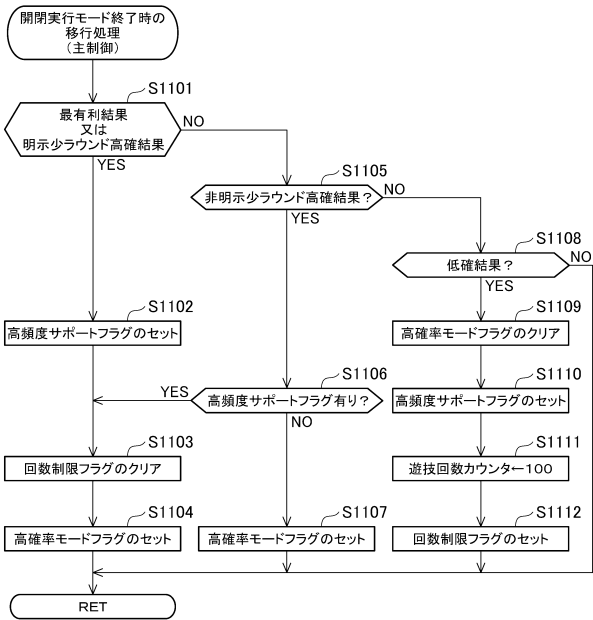 開閉実行モード終了時の
移行処理
（主制御）
S1101
最有利結果
又は
明示少ラウンド高確結果
NO
YES
S1105
非明示少ラウンド高確結果？
NO
YES
S1108
低確結果？
NO
YES
S1102
高頻度サポートフラグのセット
S1109
高確率モードフラグのクリア
S1106
高頻度サポートフラグ有り？
YES
NO
S1110
高頻度サポートフラグのセット
S1103
回数制限フラグのクリア
S1111
遊技回数カウンタ←100
S1104
高確率モードフラグのセット
S1107
高確率モードフラグのセット
S1112
回数制限フラグのセット
RET